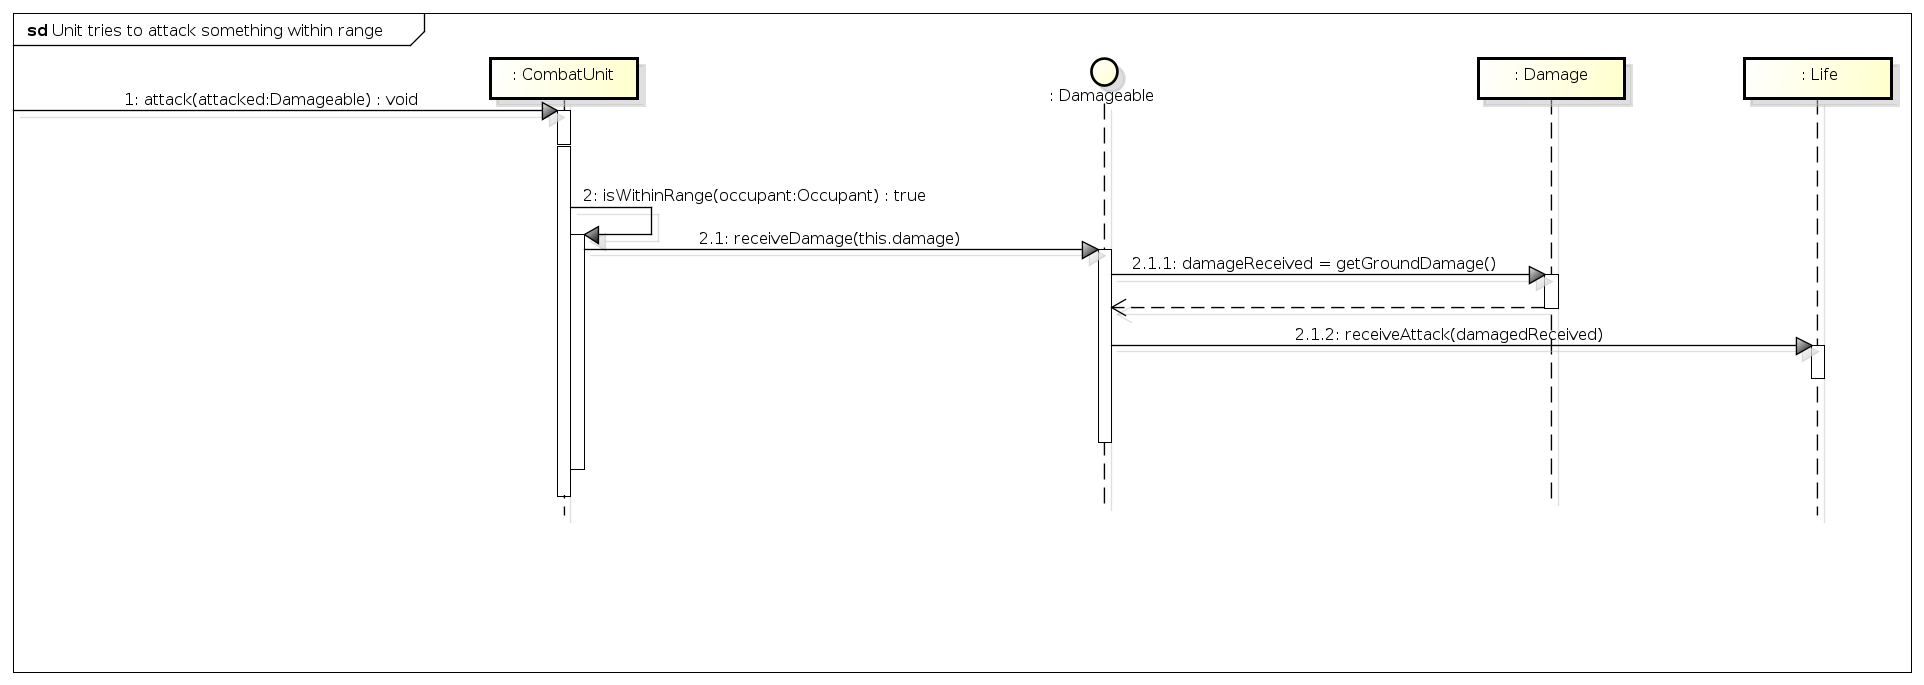 sd Unit tries to attack something within range
: CombatUnit
: Damageable
: Damage
: Life
1: attack(attacked:Damageable) : void
2: isWithinRange(occupant:Occupant) : true
2.1: receiveDamage(this.damage)
2.1.1: damageReceived = getGroundDamage()
2.1.2: receiveAttack(damagedReceived)